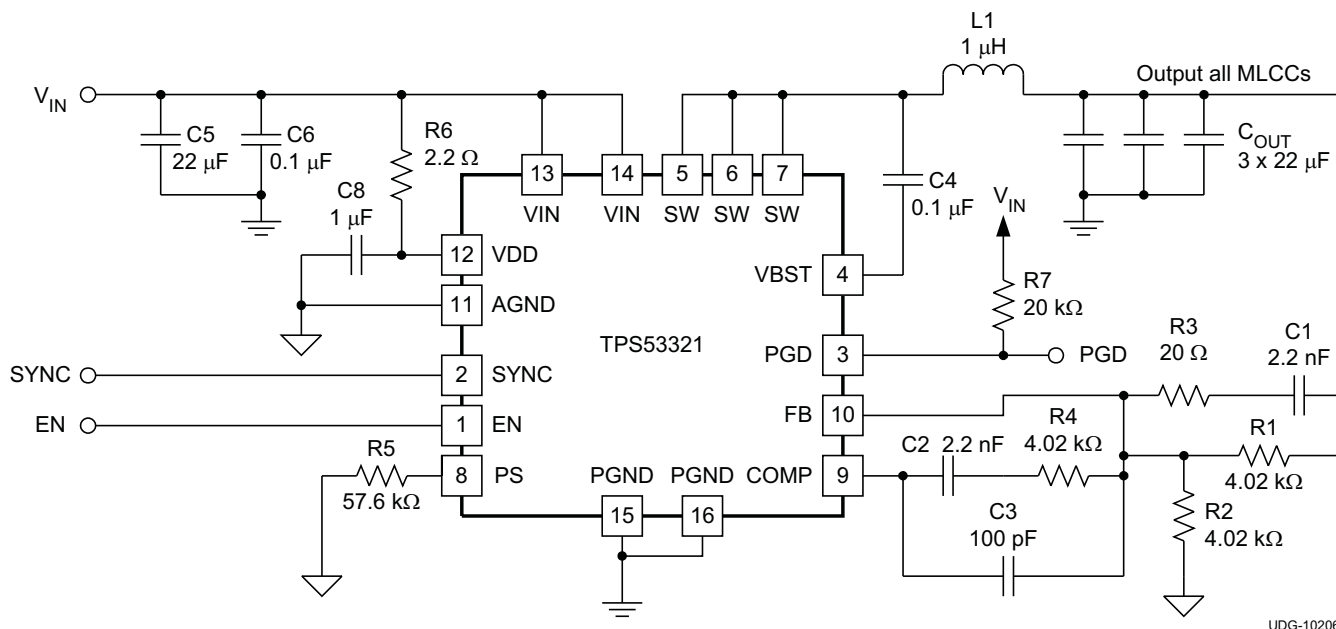 L1
1 μH
Output all MLCCs
V_IN
C5
22 μF
C6
0.1 μF
R6
2.2 Ω
C_OUT
3 x 22 μF
13
14
5
6
7
VIN
VIN
SW
SW
SW
C4
0.1 μF
C8
1 μF
V_IN
12
VDD
VBST
4
R7
20 kΩ
11
AGND
TPS53321
PGD
3
PGD
R3
20 Ω
C1
2.2 nF
SYNC
2
SYNC
FB
10
EN
1
EN
R4
4.02 kΩ
R1
4.02 kΩ
C2
2.2 nF
R5
57.6 kΩ
8
PS
PGND
PGND
COMP
9
R2
4.02 kΩ
C3
100 pF
15
16
UDG-10206